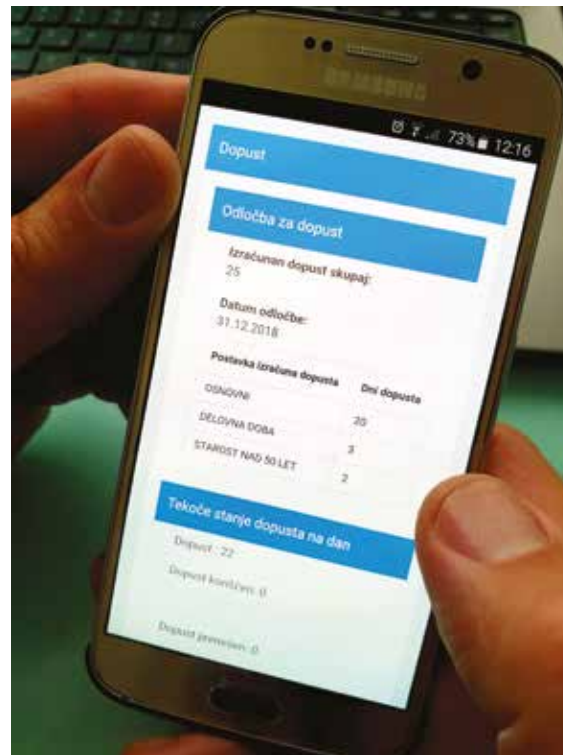 SAMSUNG
73% 12:16
Dopust
Odločba za dopust
Izračunan dopust skupaj:
25
Datum odločbe:
31.12.2018
Postavka izračuna dopusta Dni dopusta
OSNOVNI 20
DELOVNA DOBA 3
STAROST NAD 50 LET 2
Tekoče stanje dopusta na dan
Dopust : 22
Dopust koriščen: 0
Dopust prenesen: 0